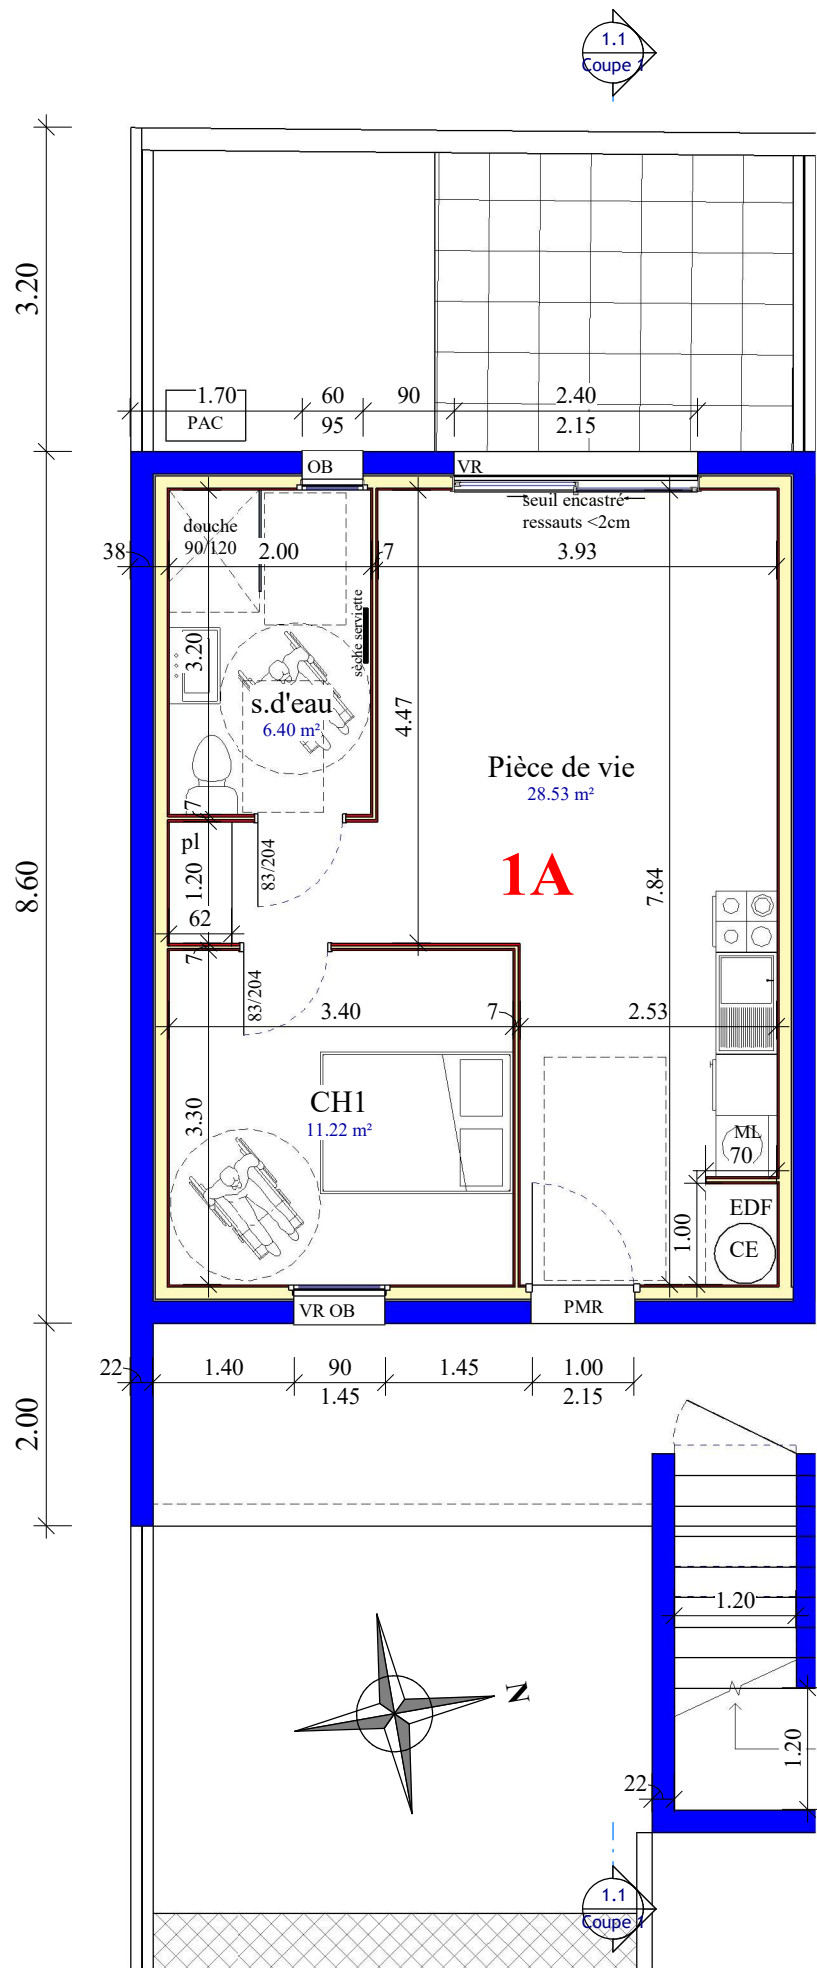 1.1
Coupe 1
3.20
1.70
60
90
2.40
PAC
95
2.15
OB
VR
seuil encastré
ressauts <2cm
douche
90/120
38
2.00
7
3.93
sèche serviette
3.20
s.d'eau
6.40 m²
4.47
Pièce de vie
28.53 m²
7
pl
1.20
83/204
1A
7.84
8.60
62
7
83/204
3.40
7
2.53
CH1
11.22 m²
3.30
ML
70
EDF
CE
1.00
VR OB
PMR
22
1.40
90
1.45
1.00
1.45
2.15
2.00
1.20
N
1.20
22
1.1
Coupe 1